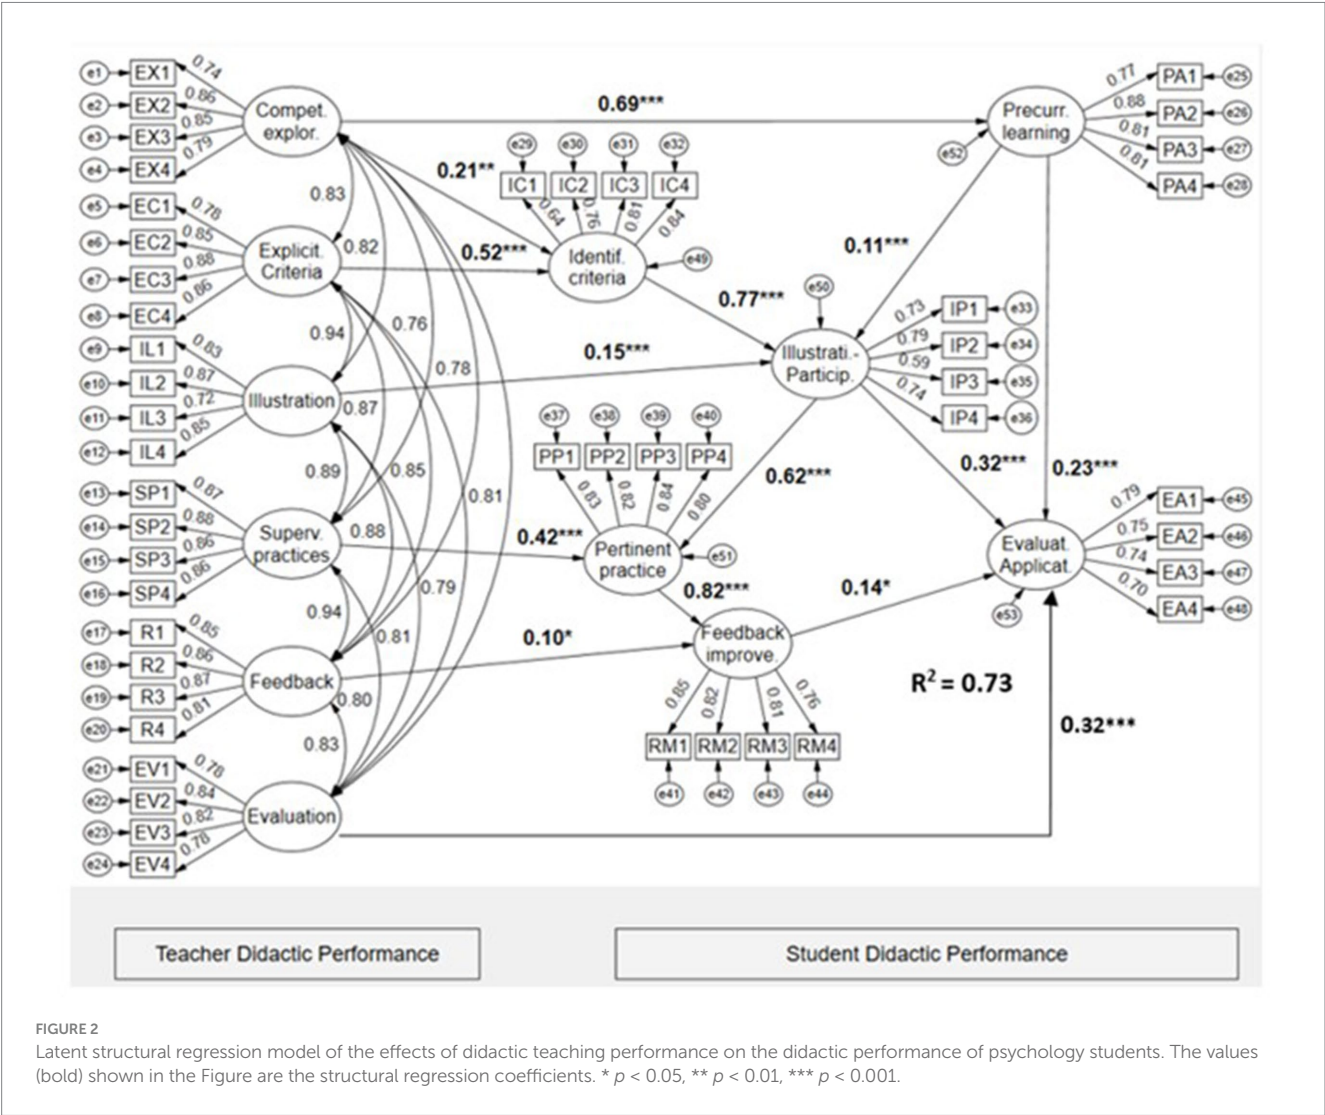 e1 EX1 0.74
e2 EX2 0.86
e3 EX3 0.85
e4 EX4 0.79
Compet.
explor.
0.69***
Precurr.
learning
e52
0.77 PA1 e25
0.88 PA2 e26
0.81 PA3 e27
0.81 PA4 e28
e29 e30 e31 e32
IC1 IC2 IC3 IC4
0.64 0.76 0.81 0.84
0.21**
0.83
e5 EC1 0.78
e6 EC2 0.85
e7 EC3 0.88
e8 EC4 0.86
Explicit.
Criteria
0.82
0.52***
Identif.
criteria
e49
0.11***
0.77***
e50
0.94
0.76
0.78
0.15***
Illustrati.-
Particip.
0.73 IP1 e33
0.79 IP2 e34
0.59 IP3 e35
0.74 IP4 e36
e9 IL1 0.83
e10 IL2 0.87
e11 IL3 0.72
e12 IL4 0.85
Illustration
0.87
e37 e38 e39 e40
PP1 PP2 PP3 PP4
0.83 0.82 0.84 0.80
0.89
0.85
0.81
0.62***
0.32***
0.23***
e13 SP1 0.87
e14 SP2 0.88
e15 SP3 0.86
e16 SP4 0.86
Superv.
practices
0.88
0.42***
Pertinent
practice
e51
Evaluat.
Applicat.
e53
0.79 EA1 e45
0.75 EA2 e46
0.74 EA3 e47
0.70 EA4 e48
0.94
0.79
0.82***
0.14*
e17 R1 0.85
e18 R2 0.86
e19 R3 0.87
e20 R4 0.81
Feedback
0.81
0.10*
Feedback
improve.
0.80
0.83
R² = 0.73
0.32***
0.85 0.82 0.81 0.76
RM1 RM2 RM3 RM4
e41 e42 e43 e44
e21 EV1 0.78
e22 EV2 0.84
e23 EV3 0.82
e24 EV4 0.78
Evaluation
Teacher Didactic Performance
Student Didactic Performance
FIGURE 2
Latent structural regression model of the effects of didactic teaching performance on the didactic performance of psychology students. The values
(bold) shown in the Figure are the structural regression coefficients. * p < 0.05, ** p < 0.01, *** p < 0.001.